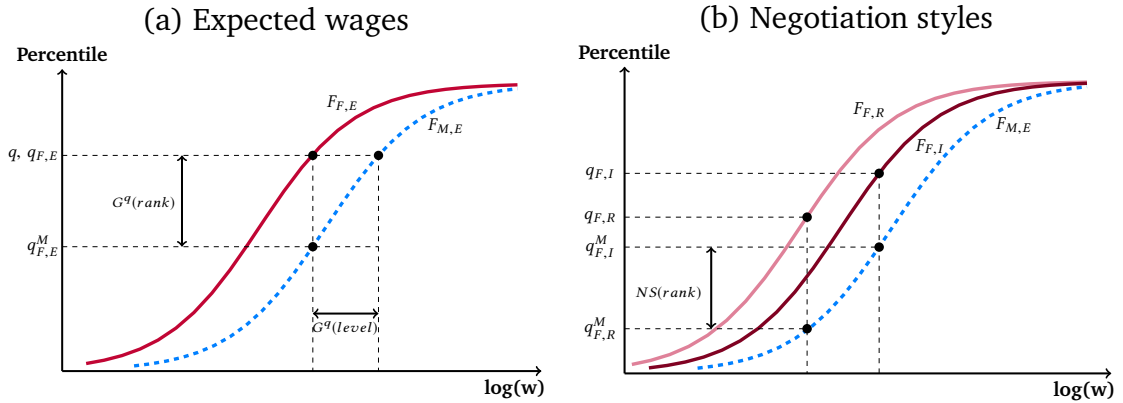 (a) Expected wages
Percentile
F_{F,E}
F_{M,E}
q, q_{F,E}
G^q(rank)
q^M_{F,E}
G^q(level)
log(w)
(b) Negotiation styles
Percentile
F_{F,R}
F_{M,E}
F_{F,I}
q_{F,I}
q_{F,R}
q^M_{F,I}
NS(rank)
q^M_{F,R}
log(w)